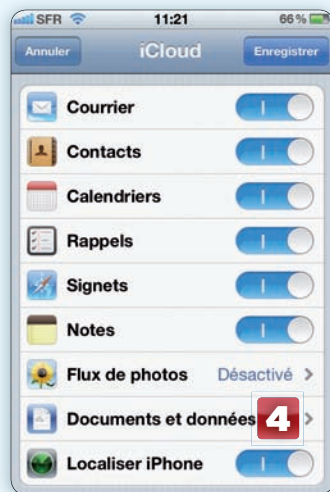 SFR 11:21 66 %
Annuler iCloud Enregistrer
Courrier
Contacts
Calendriers
Rappels
Signets
Notes
Flux de photos Désactivé
Documents et données 4
Localiser iPhone